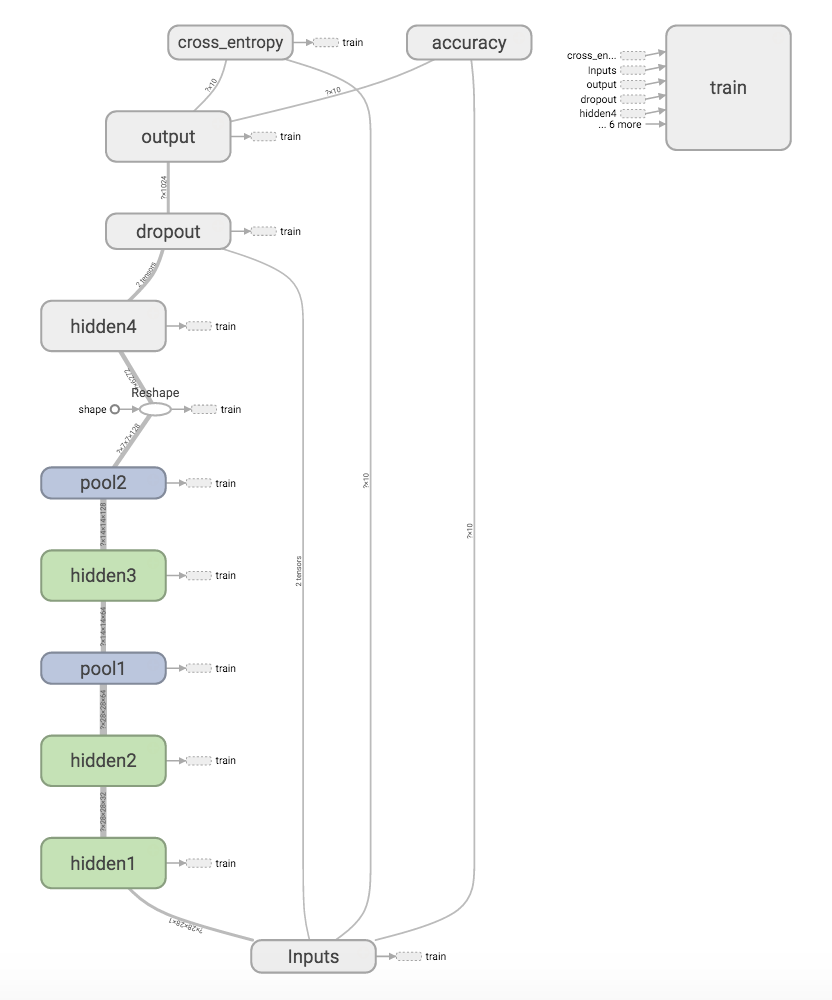 cross_entropy
train
accuracy
cross_en...
Inputs
output
dropout
hidden4
... 6 more
train
?×10
?×10
output
train
?×1024
dropout
train
2 tensors
hidden4
train
?×6272
Reshape
shape
train
?×7×7×128
pool2
train
?×10
?×14×14×128
?×10
hidden3
train
2 tensors
?×14×14×64
pool1
train
?×28×28×64
hidden2
train
?×28×28×32
hidden1
train
?×28×28×1
Inputs
train